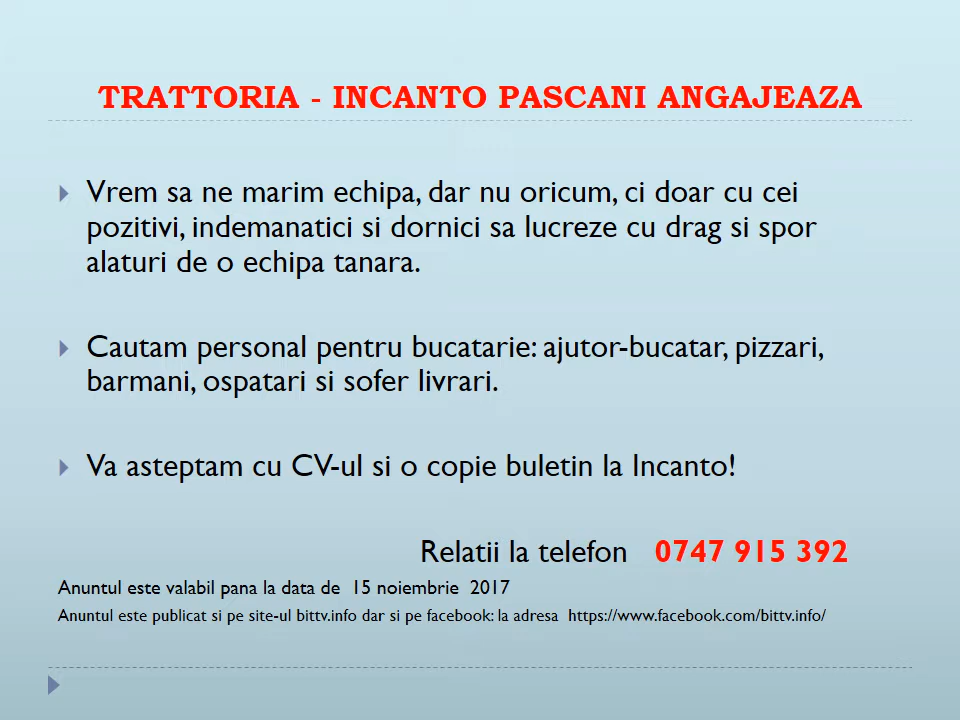 TRATTORIA - INCANTO PASCANI ANGAJEAZA
Vrem sa ne marim echipa, dar nu oricum, ci doar cu cei
pozitivi, indemanatici si dornici sa lucreze cu drag si spor
alaturi de o echipa tanara.
Cautam personal pentru bucatarie: ajutor-bucatar, pizzari,
barmani, ospatari si sofer livrari.
Va asteptam cu CV-ul si o copie buletin la Incanto!
Relatii la telefon 0747 915 392
Anuntul este valabil pana la data de 15 noiembrie 2017
Anuntul este publicat si pe site-ul bittv.info dar si pe facebook: la adresa https://www.facebook.com/bittv.info/